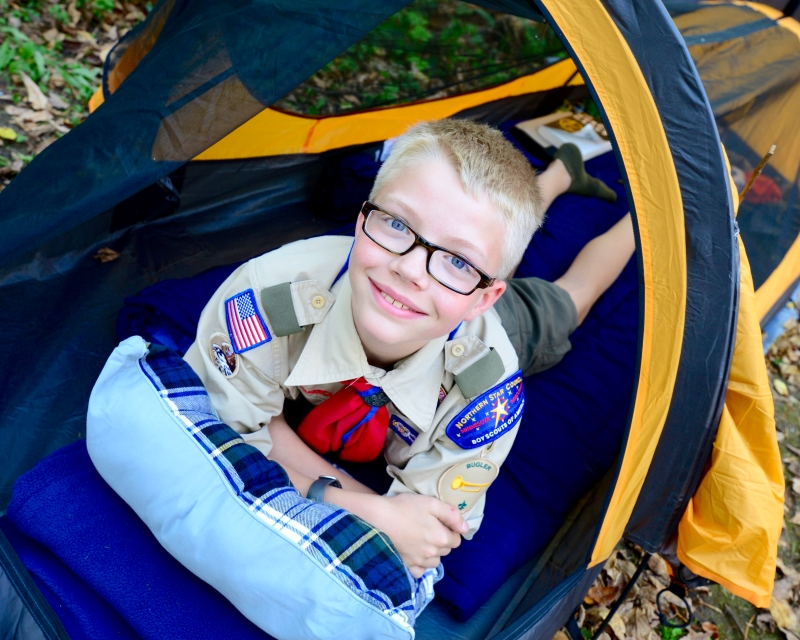 NORTHERN STAR COUNCIL
BOY SCOUTS OF AMERICA
BUGLER